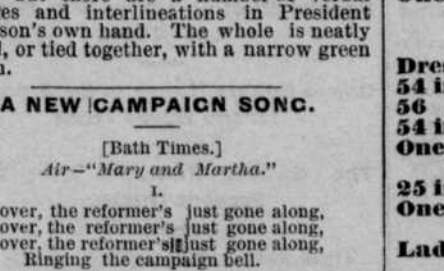 es and interlineations in President
son's own hand. The whole is neatly
, or tied together, with a narrow green
A NEW CAMPAIGN SONG.
[Bath Times.]
Air—"Mary and Martha."
I.
over, the reformer's just gone along,
over, the reformer's just gone along,
over, the reformer's just gone along,
Ringing the campaign bell.
Dre
54 i
56
54 i
One
25 i
One
Lad